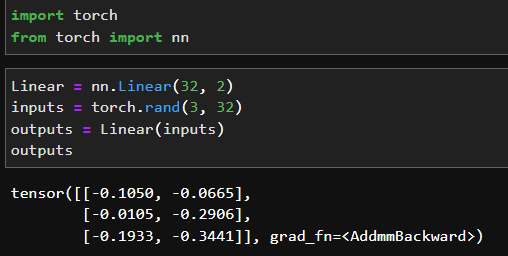 import torch
from torch import nn
Linear = nn.Linear(32, 2)
inputs = torch.rand(3, 32)
outputs = Linear(inputs)
outputs
tensor([[-0.1050, -0.0665],
        [-0.0105, -0.2906],
        [-0.1933, -0.3441]], grad_fn=<AddmmBackward>)